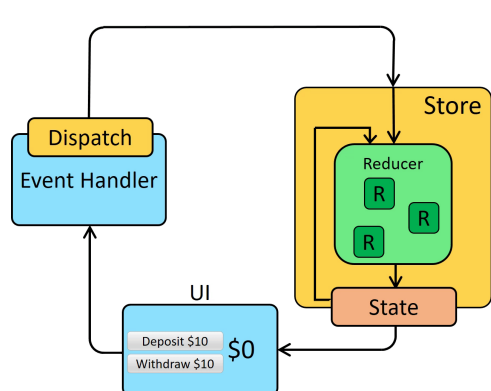 Store
Dispatch
Event Handler
Reducer
R
R
R
State
UI
Deposit $10
Withdraw $10
$0